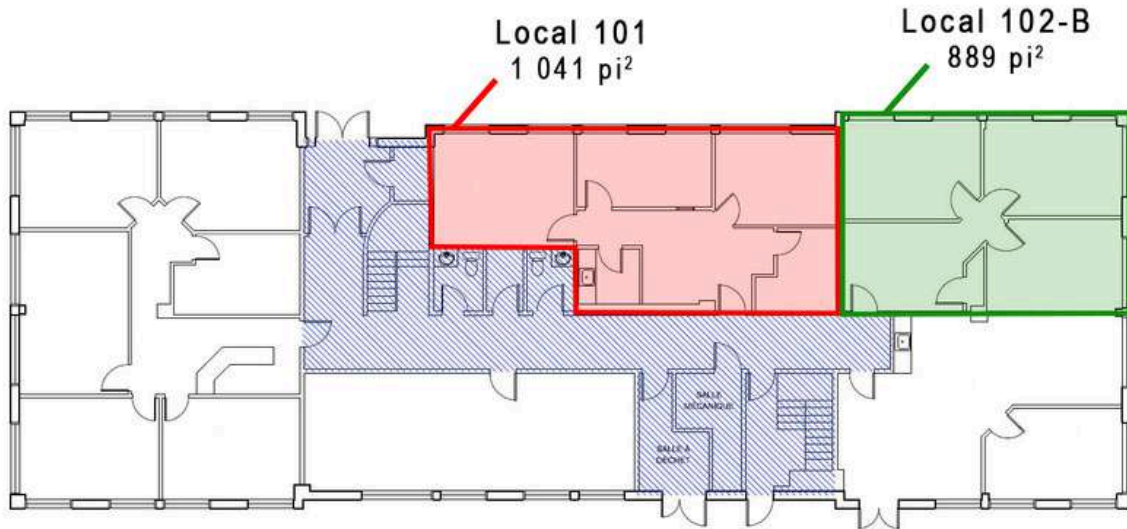 Local 101
1 041 pi²
Local 102-B
889 pi²
SALLE
MÉCANIQUE
SALLE À
DÉCHET